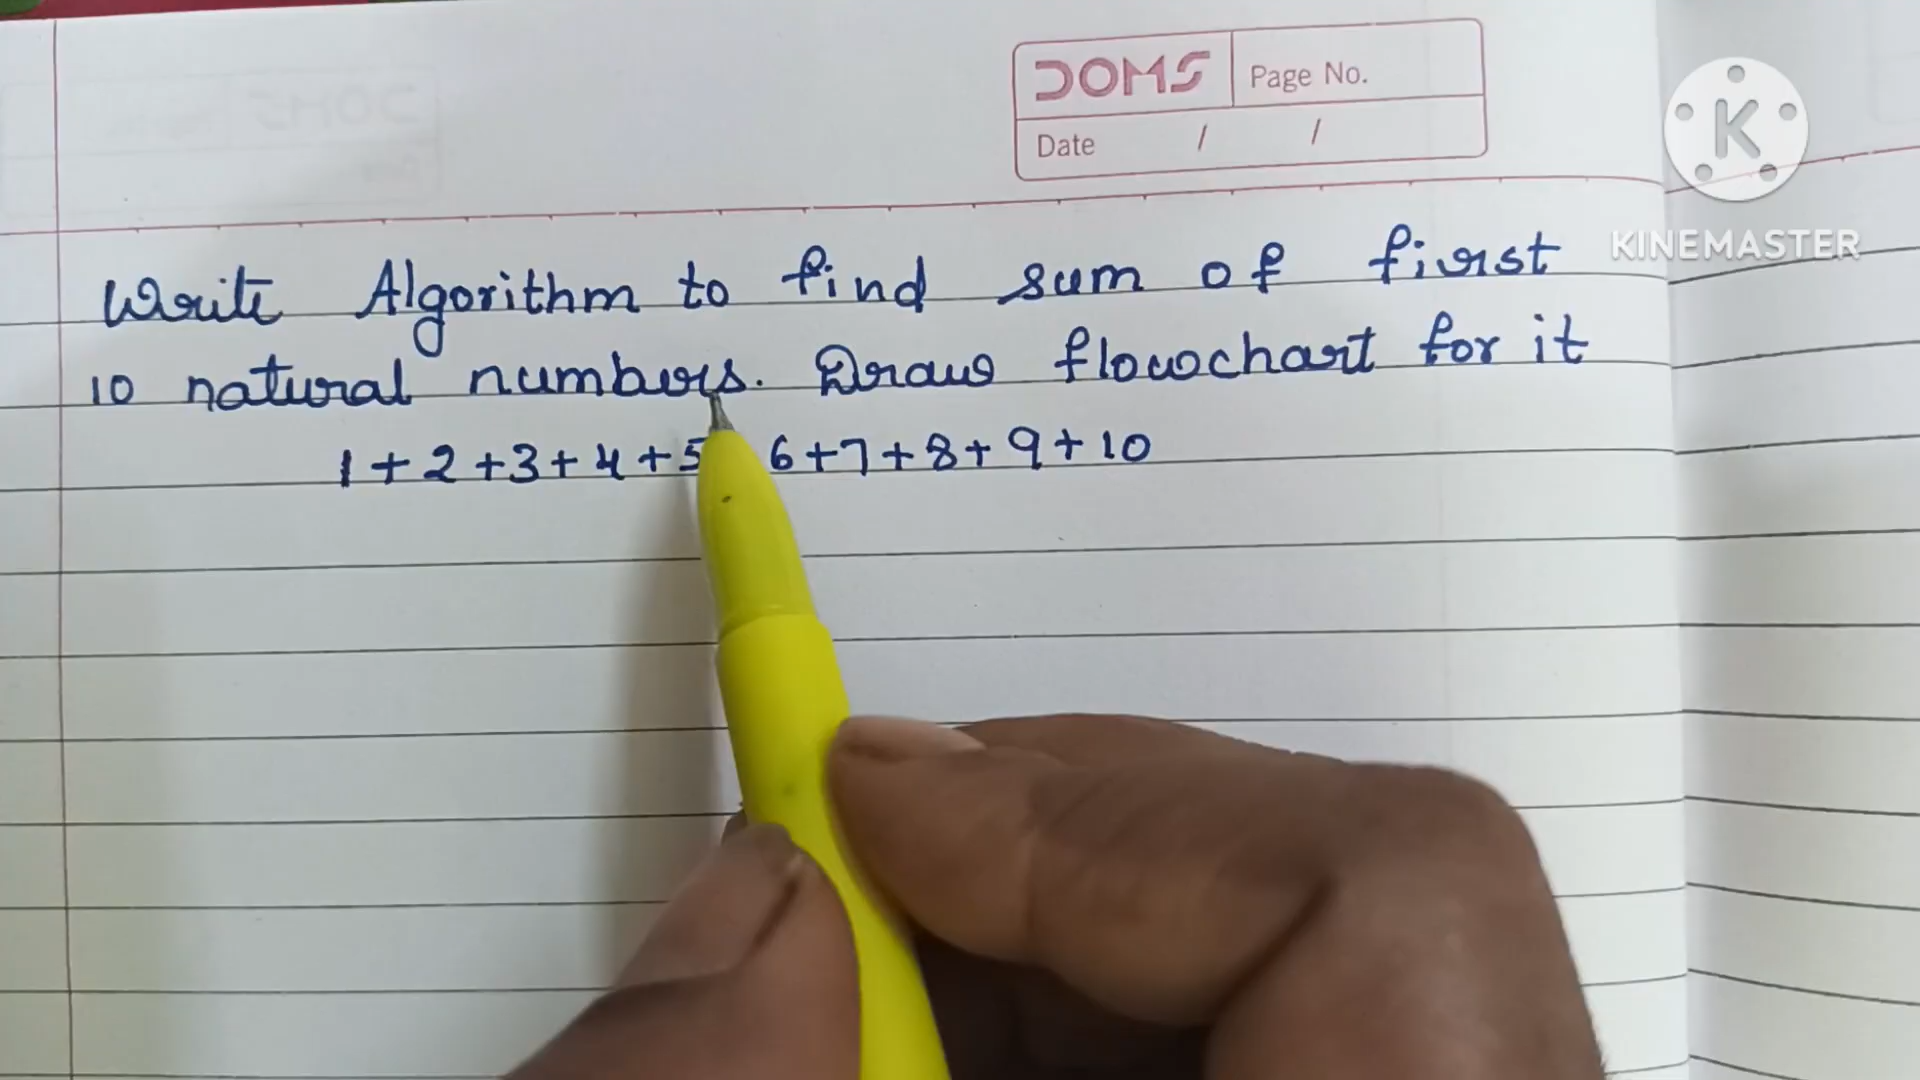 DOMS Page No.
Date / /
K
KINEMASTER
Write Algorithm to find sum of first
10 natural numbers. Draw flowchart for it
1 + 2 + 3 + 4 + 5 6 + 7 + 8 + 9 + 10